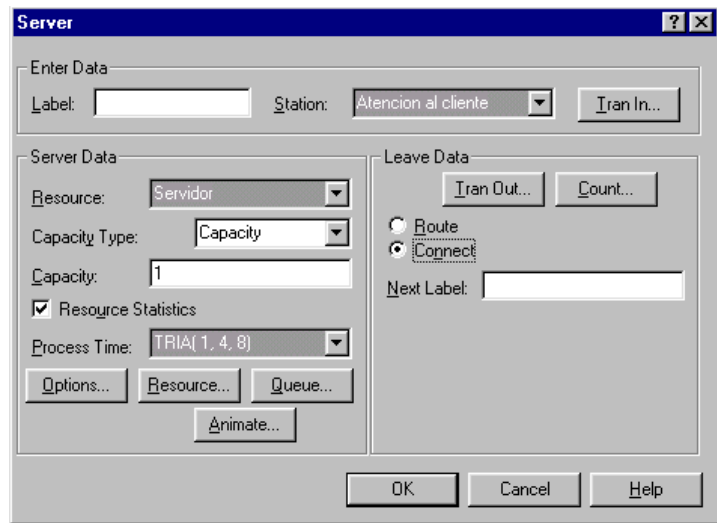 Server
Enter Data
Label: Station: Atencion al cliente Tran In...
Server Data
Resource: Servidor
Capacity Type: Capacity
Capacity: 1
Resource Statistics
Process Time: TRIA( 1, 4, 8)
Options... Resource... Queue...
Animate...
Leave Data
Tran Out... Count...
Route
Connect
Next Label:
OK Cancel Help